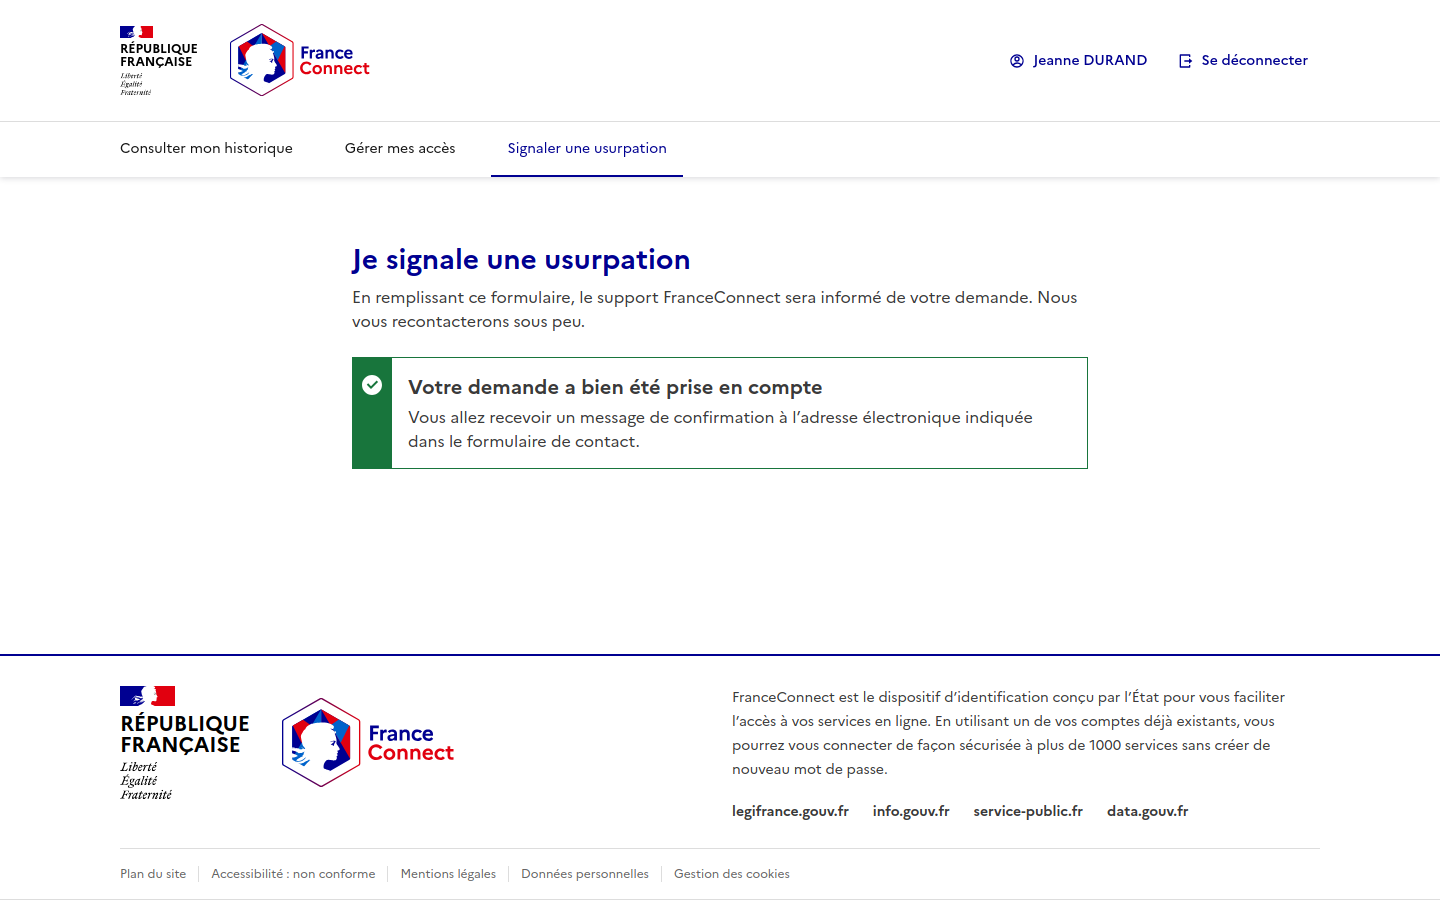 RÉPUBLIQUE
FRANÇAISE
Liberté
Égalité
Fraternité
France
Connect
Jeanne DURAND
Se déconnecter
Consulter mon historique
Gérer mes accès
Signaler une usurpation
Je signale une usurpation
En remplissant ce formulaire, le support FranceConnect sera informé de votre demande. Nous
vous recontacterons sous peu.
Votre demande a bien été prise en compte
Vous allez recevoir un message de confirmation à l’adresse électronique indiquée
dans le formulaire de contact.
RÉPUBLIQUE
FRANÇAISE
Liberté
Égalité
Fraternité
France
Connect
FranceConnect est le dispositif d’identification conçu par l’État pour vous faciliter
l’accès à vos services en ligne. En utilisant un de vos comptes déjà existants, vous
pourrez vous connecter de façon sécurisée à plus de 1000 services sans créer de
nouveau mot de passe.
legifrance.gouv.fr
info.gouv.fr
service-public.fr
data.gouv.fr
Plan du site
Accessibilité : non conforme
Mentions légales
Données personnelles
Gestion des cookies